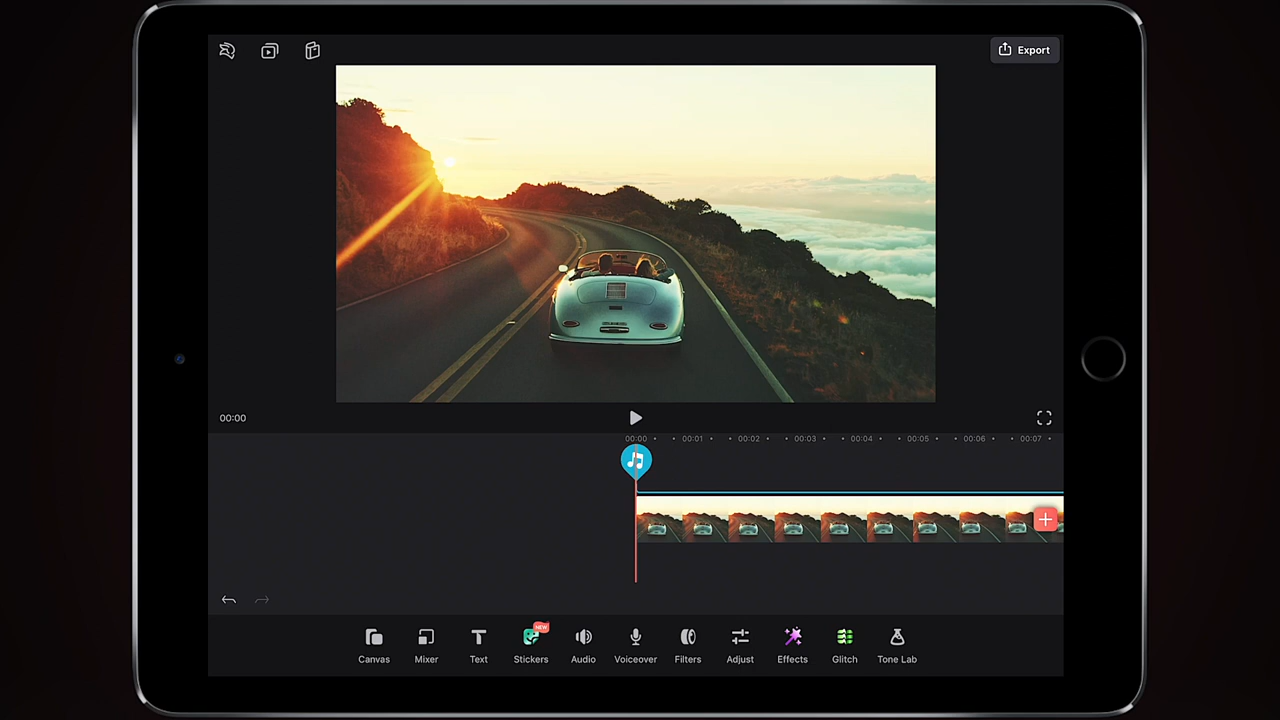 Export
00:00
00:00 00:01 00:02 00:03 00:04 00:05 00:06 00:07
NEW
Canvas Mixer Text Stickers Audio Voiceover Filters Adjust Effects Glitch Tone Lab